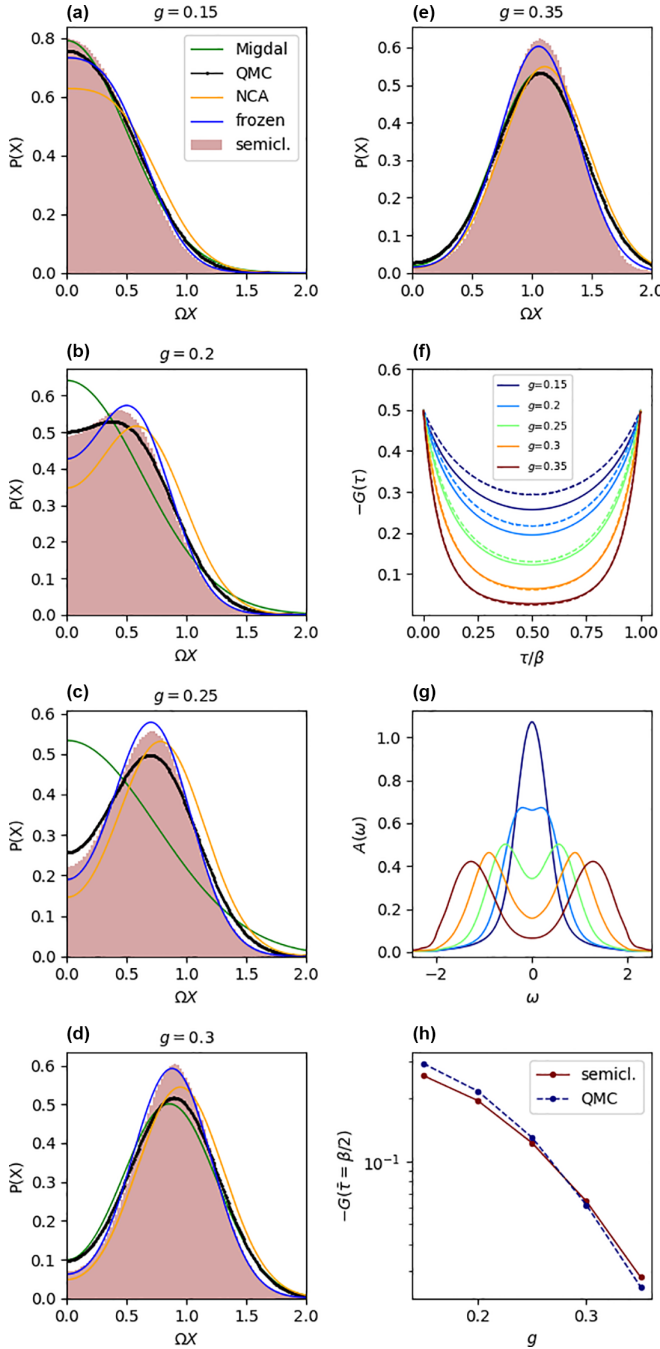 (a)
g = 0.15
P(X)
0.8
0.6
0.4
0.2
0.0
Migdal
QMC
NCA
frozen
semicl.
0.0 0.5 1.0 1.5 2.0
ΩX
(b)
g = 0.2
P(X)
0.6
0.5
0.4
0.3
0.2
0.1
0.0
0.0 0.5 1.0 1.5 2.0
ΩX
(c)
g = 0.25
P(X)
0.6
0.5
0.4
0.3
0.2
0.1
0.0
0.0 0.5 1.0 1.5 2.0
ΩX
(d)
g = 0.3
P(X)
0.6
0.5
0.4
0.3
0.2
0.1
0.0
0.0 0.5 1.0 1.5 2.0
ΩX
(e)
g = 0.35
P(X)
0.6
0.5
0.4
0.3
0.2
0.1
0.0
0.0 0.5 1.0 1.5 2.0
ΩX
(f)
−G(τ)
0.6
0.5
0.4
0.3
0.2
0.1
g=0.15
g=0.2
g=0.25
g=0.3
g=0.35
0.00 0.25 0.50 0.75 1.00
τ/β
(g)
A(ω)
1.0
0.8
0.6
0.4
0.2
0.0
−2 0 2
ω
(h)
−G(τ̄ = β/2)
10⁻¹
semicl.
QMC
0.2 0.3
g